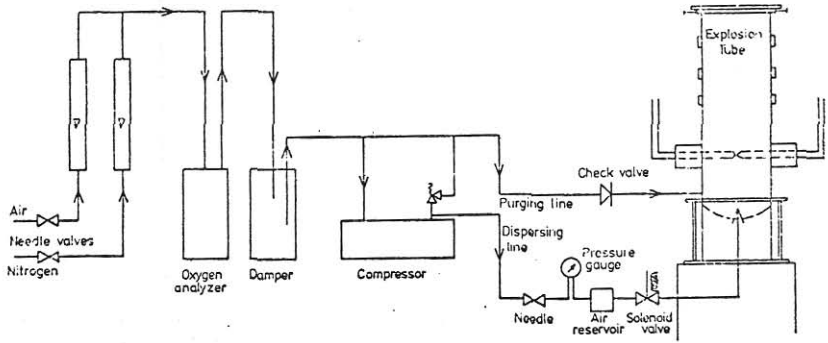 Explosion
Tube
Check valve
Air
Purging line
Needle valves
Nitrogen
Oxygen
analyzer
Damper
Compressor
Dispersing
line
Pressure
gauge
Needle
Air
reservoir
Solenoid
valve